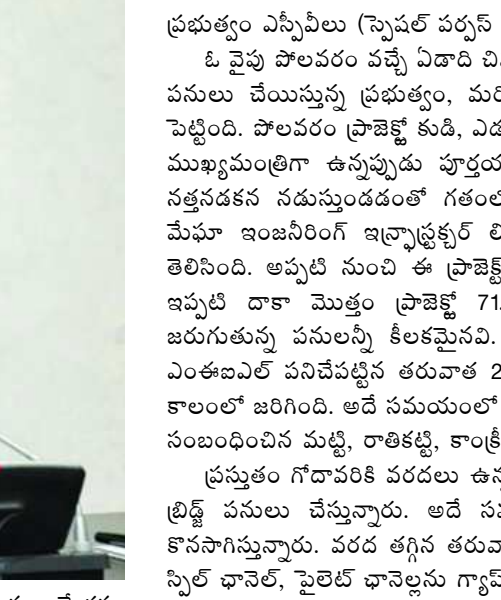 ప్రభుత్వం ఎస్పీవీలు (స్పెషల్ పర్పస్
ఓ వైపు పోలవరం వచ్చే ఏడాది
పనులు చేయిస్తున్న ప్రభుత్వం, మరి
పెట్టింది. పోలవరం ప్రాజెక్ట్లో కుడి, ఎడ
ముఖ్యమంత్రిగా ఉన్నప్పుడు పూర్తయ
నత్తనడకన నడుస్తుండడంతో గతంలో
మేఘా ఇంజనీరింగ్ ఇన్ఫ్రాస్ట్రక్చర్ లి
తెలిసింది. అప్పటి నుంచి ఈ ప్రాజెక్ట్
ఇప్పటి దాకా మొత్తం ప్రాజెక్ట్లో 71.
జరుగుతున్న పనులన్నీ కీలకమైనవి.
ఎంఈఐఎల్ పనిచేపట్టిన తరువాత 2
కాలంలో జరిగింది. అదే సమయంలో
సంబంధించిన మట్టి, రాతికట్టి, కాంక్రీ
ప్రస్తుతం గోదావరికి వరదలు ఉన్న
బ్రిడ్జ్ పనులు చేస్తున్నారు. అదే సమ
కొనసాగిస్తున్నారు. వరద తగ్గిన తరువా
స్పిల్ ఛానెల్, పైలెట్ ఛానెల్లను గ్యాప్